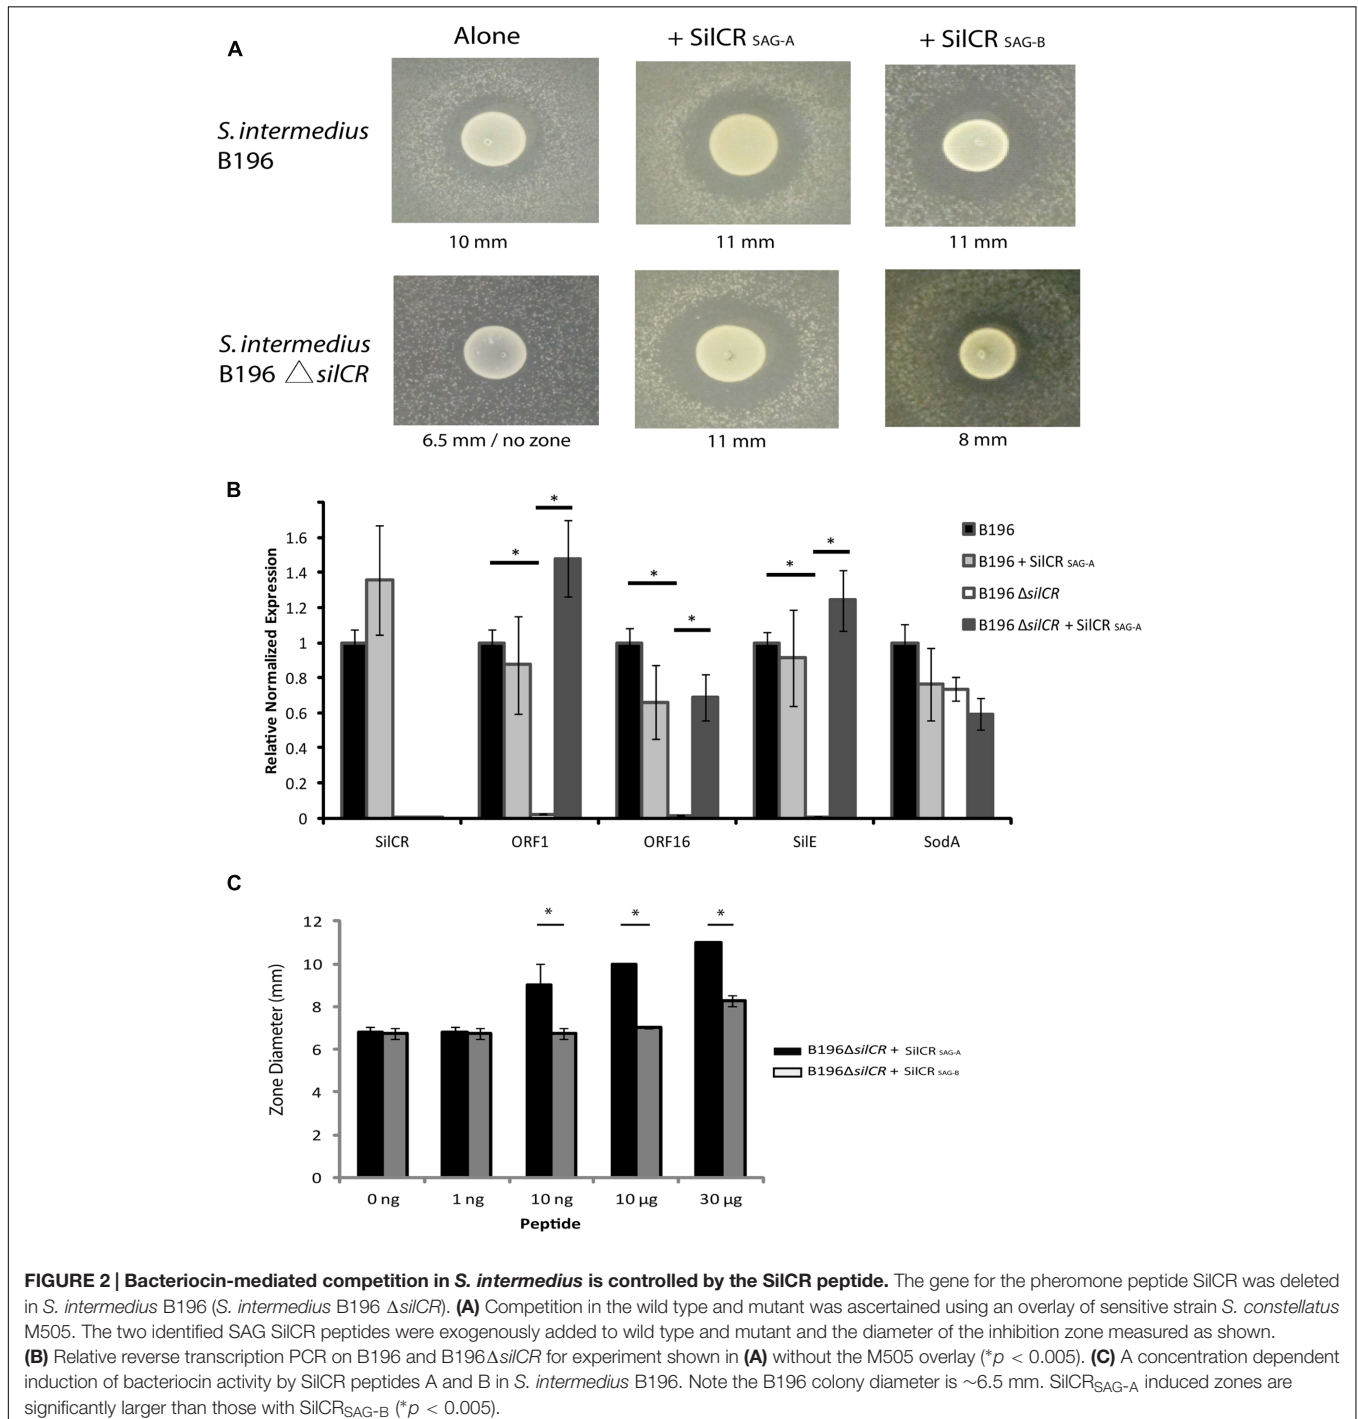 A
Alone
+ SilCR SAG-A
+ SilCR SAG-B
S. intermedius
B196
10 mm
11 mm
11 mm
S. intermedius
B196 △ silCR
6.5 mm / no zone
11 mm
8 mm
B
Relative Normalized Expression
1.6
1.4
1.2
1
0.8
0.6
0.4
0.2
0
* * * * * *
SilCR
ORF1
ORF16
SilE
SodA
B196
B196 + SilCR SAG-A
B196 ΔsilCR
B196 ΔsilCR + SilCR SAG-A
C
Zone Diameter (mm)
12
10
8
6
4
2
0
* * *
0 ng
1 ng
10 ng
10 µg
30 µg
Peptide
B196ΔsilCR + SilCR SAG-A
B196ΔsilCR + SilCR SAG-B
FIGURE 2 | Bacteriocin-mediated competition in S. intermedius is controlled by the SilCR peptide. The gene for the pheromone peptide SilCR was deleted
in S. intermedius B196 (S. intermedius B196 ΔsilCR). (A) Competition in the wild type and mutant was ascertained using an overlay of sensitive strain S. constellatus
M505. The two identified SAG SilCR peptides were exogenously added to wild type and mutant and the diameter of the inhibition zone measured as shown.
(B) Relative reverse transcription PCR on B196 and B196ΔsilCR for experiment shown in (A) without the M505 overlay (*p < 0.005). (C) A concentration dependent
induction of bacteriocin activity by SilCR peptides A and B in S. intermedius B196. Note the B196 colony diameter is ∼6.5 mm. SilCRSAG-A induced zones are
significantly larger than those with SilCRSAG-B (*p < 0.005).